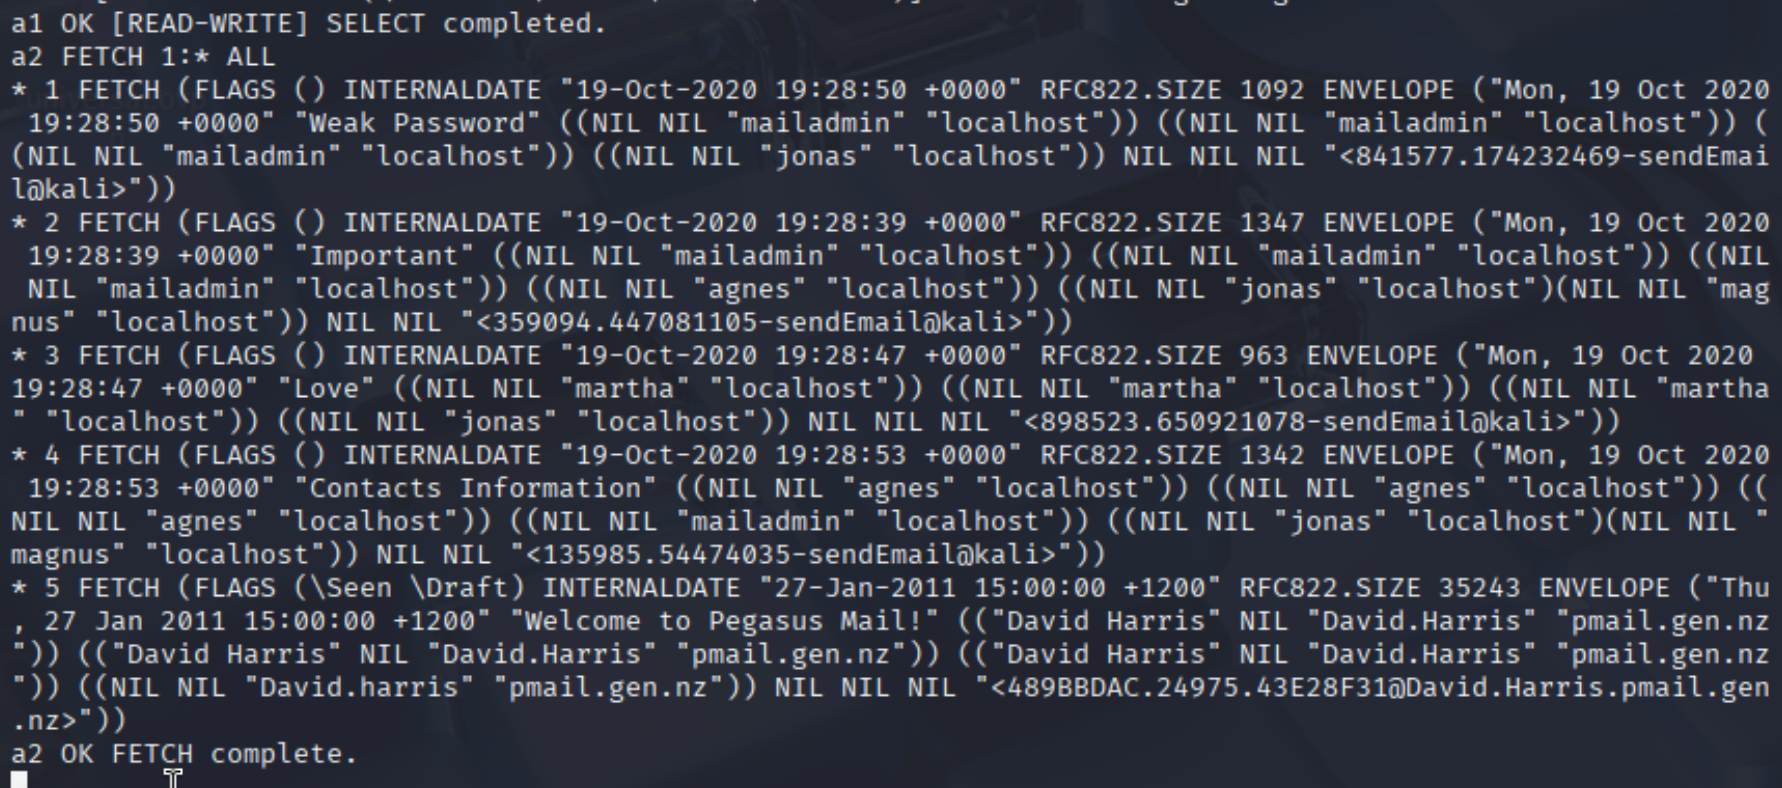 a1 OK [READ-WRITE] SELECT completed.
a2 FETCH 1:* ALL
* 1 FETCH (FLAGS () INTERNALDATE "19-Oct-2020 19:28:50 +0000" RFC822.SIZE 1092 ENVELOPE ("Mon, 19 Oct 2020
 19:28:50 +0000" "Weak Password" ((NIL NIL "mailadmin" "localhost")) ((NIL NIL "mailadmin" "localhost")) (
(NIL NIL "mailadmin" "localhost")) ((NIL NIL "jonas" "localhost")) NIL NIL NIL "<841577.174232469-sendEmai
l@kali>"))
* 2 FETCH (FLAGS () INTERNALDATE "19-Oct-2020 19:28:39 +0000" RFC822.SIZE 1347 ENVELOPE ("Mon, 19 Oct 2020
 19:28:39 +0000" "Important" ((NIL NIL "mailadmin" "localhost")) ((NIL NIL "mailadmin" "localhost")) ((NIL
 NIL "mailadmin" "localhost")) ((NIL NIL "agnes" "localhost")) ((NIL NIL "jonas" "localhost")(NIL NIL "mag
nus" "localhost")) NIL NIL "<359094.447081105-sendEmail@kali>"))
* 3 FETCH (FLAGS () INTERNALDATE "19-Oct-2020 19:28:47 +0000" RFC822.SIZE 963 ENVELOPE ("Mon, 19 Oct 2020
19:28:47 +0000" "Love" ((NIL NIL "martha" "localhost")) ((NIL NIL "martha" "localhost")) ((NIL NIL "martha
" "localhost")) ((NIL NIL "jonas" "localhost")) NIL NIL NIL "<898523.650921078-sendEmail@kali>"))
* 4 FETCH (FLAGS () INTERNALDATE "19-Oct-2020 19:28:53 +0000" RFC822.SIZE 1342 ENVELOPE ("Mon, 19 Oct 2020
 19:28:53 +0000" "Contacts Information" ((NIL NIL "agnes" "localhost")) ((NIL NIL "agnes" "localhost")) ((
NIL NIL "agnes" "localhost")) ((NIL NIL "mailadmin" "localhost")) ((NIL NIL "jonas" "localhost")(NIL NIL "
magnus" "localhost")) NIL NIL "<135985.54474035-sendEmail@kali>"))
* 5 FETCH (FLAGS (\Seen \Draft) INTERNALDATE "27-Jan-2011 15:00:00 +1200" RFC822.SIZE 35243 ENVELOPE ("Thu
, 27 Jan 2011 15:00:00 +1200" "Welcome to Pegasus Mail!" (("David Harris" NIL "David.Harris" "pmail.gen.nz
")) (("David Harris" NIL "David.Harris" "pmail.gen.nz")) (("David Harris" NIL "David.Harris" "pmail.gen.nz
")) ((NIL NIL "David.harris" "pmail.gen.nz")) NIL NIL NIL "<489BBDAC.24975.43E28F31@David.Harris.pmail.gen
.nz>"))
a2 OK FETCH complete.